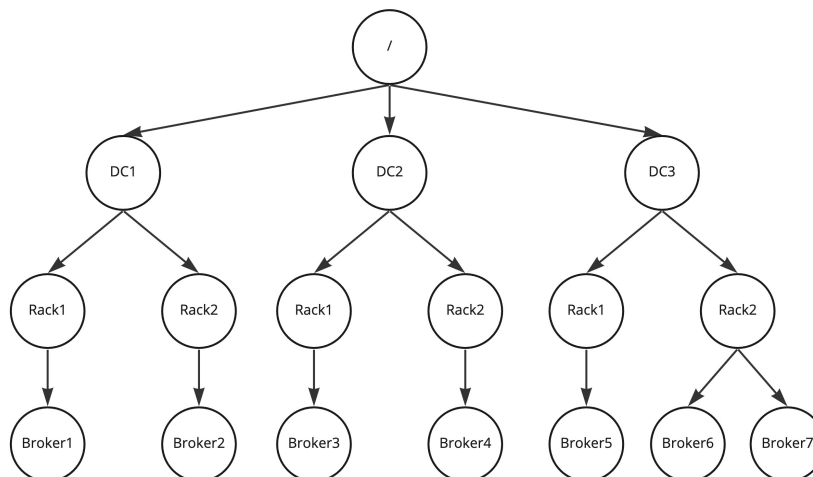 /
DC1 DC2 DC3
Rack1 Rack2 Rack1 Rack2 Rack1 Rack2
Broker1 Broker2 Broker3 Broker4 Broker5 Broker6 Broker7